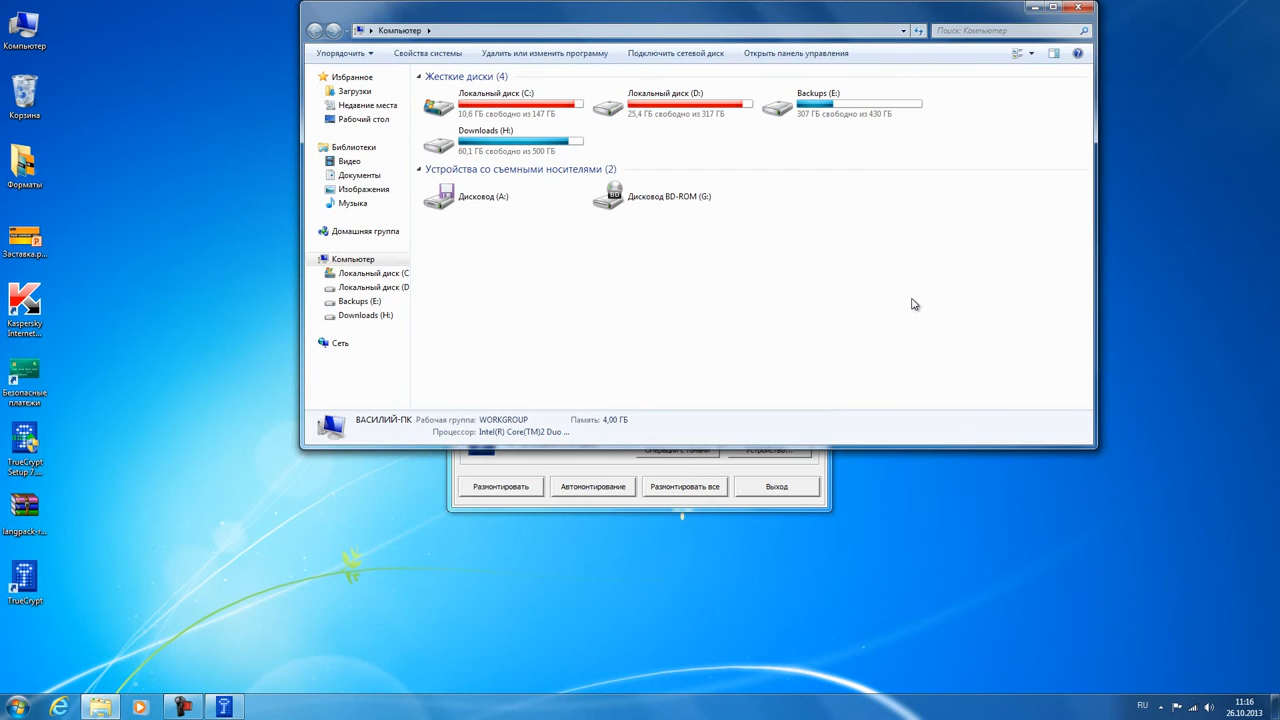 Компьютер
Корзина
Форматы
Заставка.p...
Kaspersky
Internet...
Безопасные
платежи
TrueCrypt
Setup 7....
langpack-r...
TrueCrypt
Компьютер
Поиск: Компьютер
Упорядочить
Свойства системы
Удалить или изменить программу
Подключить сетевой диск
Открыть панель управления
Избранное
Загрузки
Недавние места
Рабочий стол
Библиотеки
Видео
Документы
Изображения
Музыка
Домашняя группа
Компьютер
Локальный диск (C
Локальный диск (D
Backups (E:)
Downloads (H:)
Сеть
Жесткие диски (4)
Локальный диск (C:)
10,6 ГБ свободно из 147 ГБ
Локальный диск (D:)
25,4 ГБ свободно из 317 ГБ
Backups (E:)
307 ГБ свободно из 430 ГБ
Downloads (H:)
60,1 ГБ свободно из 500 ГБ
Устройства со съемными носителями (2)
Дисковод (A:)
Дисковод BD-ROM (G:)
BD
ВАСИЛИЙ-ПК Рабочая группа: WORKGROUP Память: 4,00 ГБ
Процессор: Intel(R) Core(TM)2 Duo ...
Операции с томами
Устройство...
Размонтировать
Автомонтирование
Размонтировать все
Выход
RU
11:16
26.10.2013